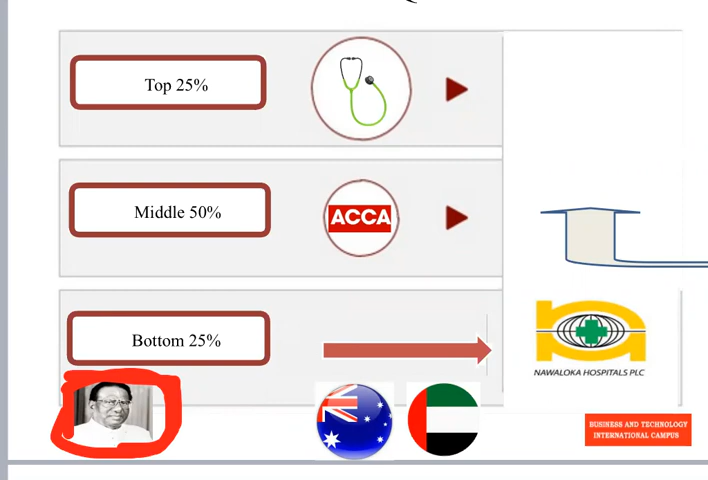 Top 25%
Middle 50%
ACCA
Bottom 25%
NAWALOKA HOSPITALS PLC
BUSINESS AND TECHNOLOGY
INTERNATIONAL CAMPUS